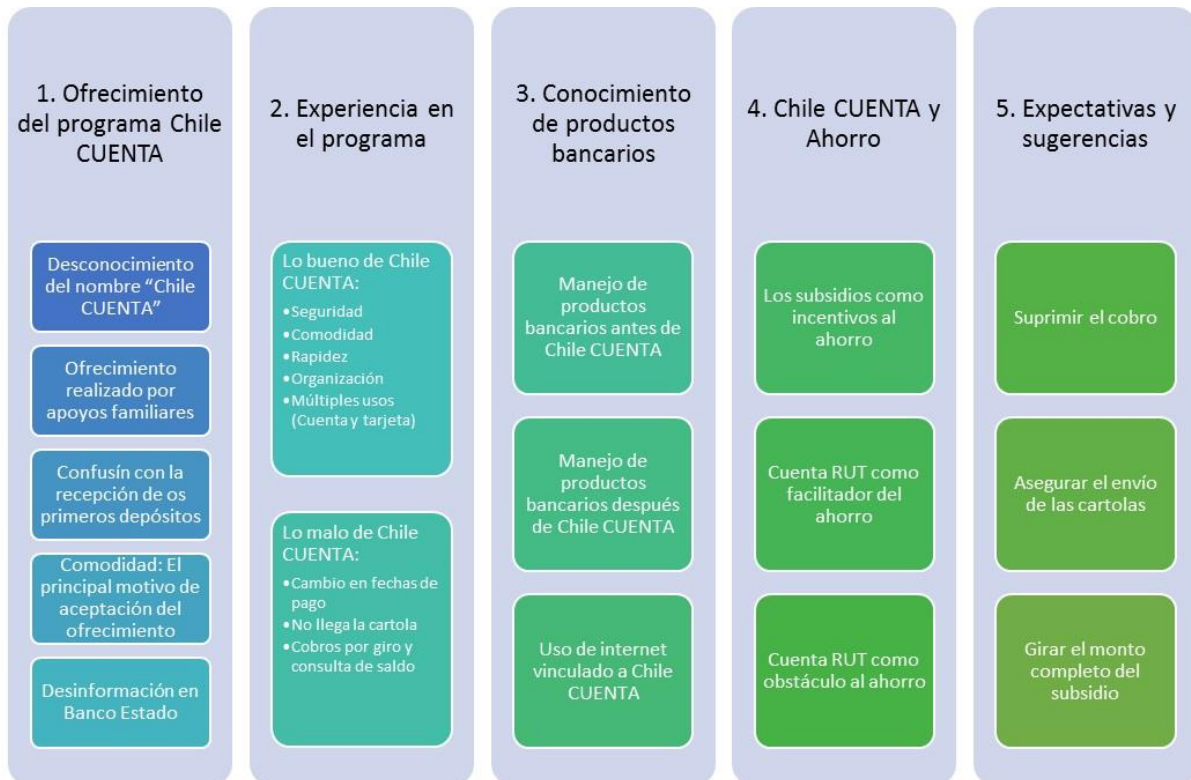 1. Ofrecimiento
del programa Chile
CUENTA
Desconocimiento
del nombre “Chile
CUENTA”
Ofrecimiento
realizado por
apoyos familiares
Confusín con la
recepción de os
primeros depósitos
Comodidad: El
principal motivo de
aceptación del
ofrecimiento
Desinformación en
Banco Estado
2. Experiencia en
el programa
Lo bueno de Chile
CUENTA:
•Seguridad
•Comodidad
•Rapidez
•Organización
•Múltiples usos
(Cuenta y tarjeta)
Lo malo de Chile
CUENTA:
•Cambio en fechas de
pago
•No llega la cartola
•Cobros por giro y
consulta de saldo
3. Conocimiento
de productos
bancarios
Manejo de
productos
bancarios antes de
Chile CUENTA
Manejo de
productos
bancarios después
de Chile CUENTA
Uso de internet
vinculado a Chile
CUENTA
4. Chile CUENTA y
Ahorro
Los subsidios como
incentivos al
ahorro
Cuenta RUT como
facilitador del
ahorro
Cuenta RUT como
obstáculo al ahorro
5. Expectativas y
sugerencias
Suprimir el cobro
Asegurar el envío
de las cartolas
Girar el monto
completo del
subsidio